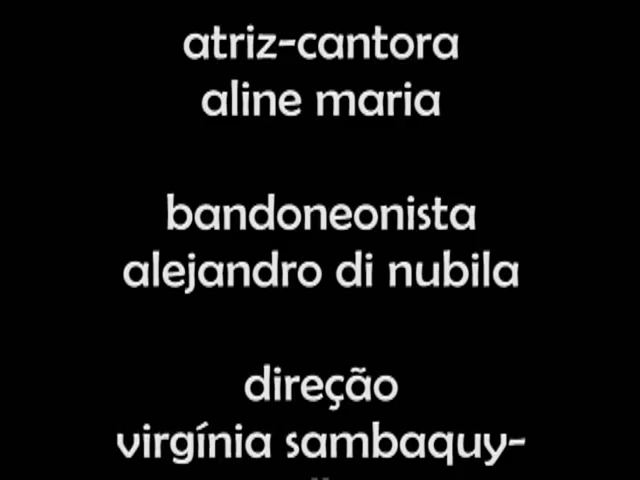 atriz-cantora
aline maria
bandoneonista
alejandro di nubila
direção
virgínia sambaquy-